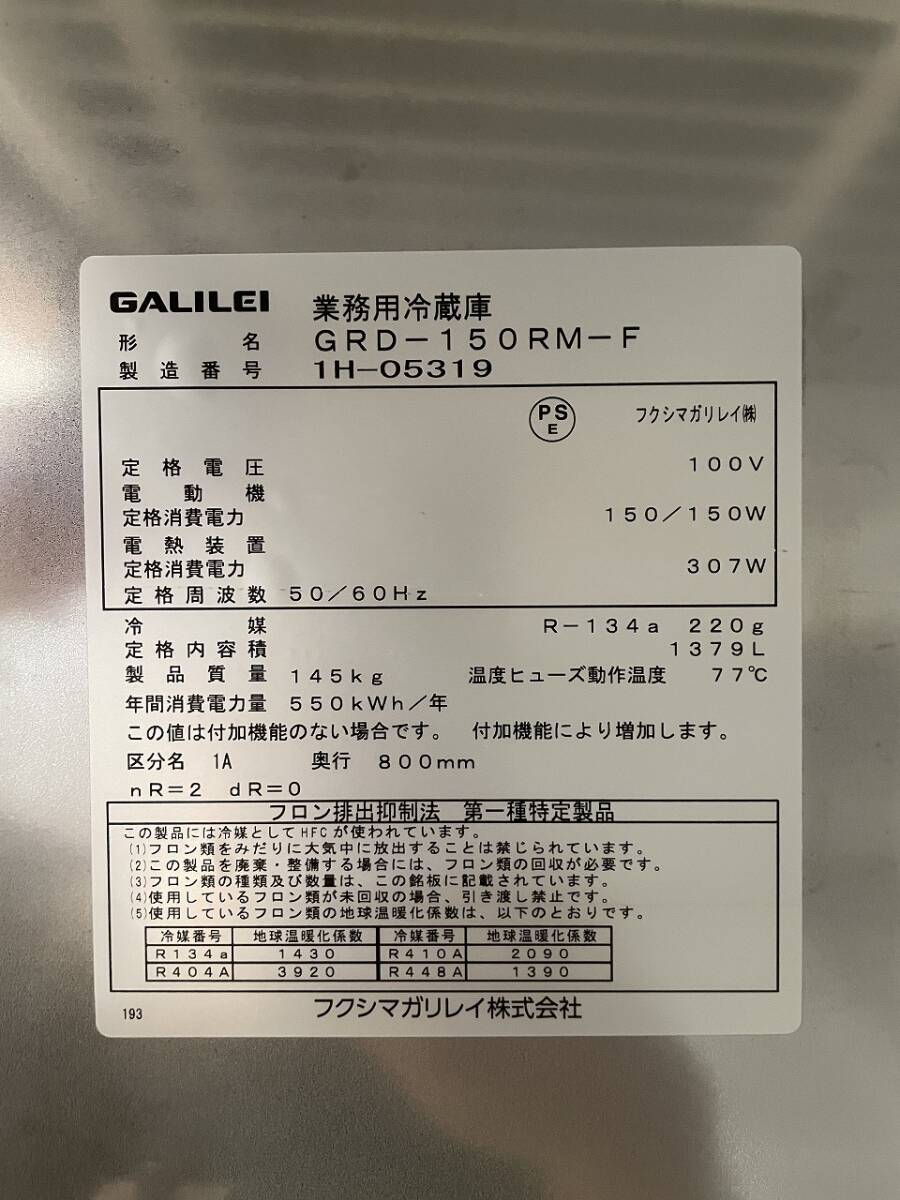 GALILEI 業務用冷蔵庫
形名 GRD-150RM-F
製造番号 1H-05319
PS E フクシマガリレイ㈱
定格電圧 100V
電動機
定格消費電力 150/150W
電熱装置
定格消費電力 307W
定格周波数 50/60Hz
冷媒 R-134a 220g
定格内容積 1379L
製品質量 145kg 温度ヒューズ動作温度 77℃
年間消費電力量 550kWh/年
この値は付加機能のない場合です。 付加機能により増加します。
区分名 1A 奥行 800mm
nR=2 dR=0
フロン排出抑制法 第一種特定製品
この製品には冷媒としてHFCが使われています。
(1)フロン類をみだりに大気中に放出することは禁じられています。
(2)この製品を廃棄・整備する場合には、フロン類の回収が必要です。
(3)フロン類の種類及び数量は、この銘板に記載されています。
(4)使用しているフロン類が未回収の場合、引き渡し禁止です。
(5)使用しているフロン類の地球温暖化係数は、以下のとおりです。
冷媒番号 地球温暖化係数 冷媒番号 地球温暖化係数
R134a 1430 R410A 2090
R404A 3920 R448A 1390
193 フクシマガリレイ株式会社